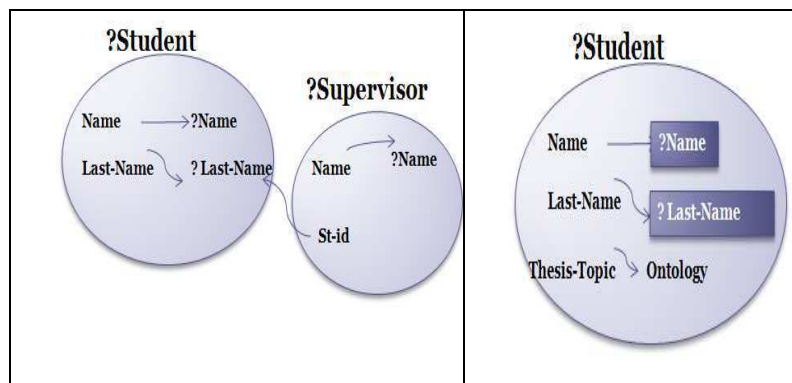 ?Student
Name ?Name
Last-Name ? Last-Name
?Supervisor
Name ?Name
St-id
?Student
Name ?Name
Last-Name ? Last-Name
Thesis-Topic Ontology